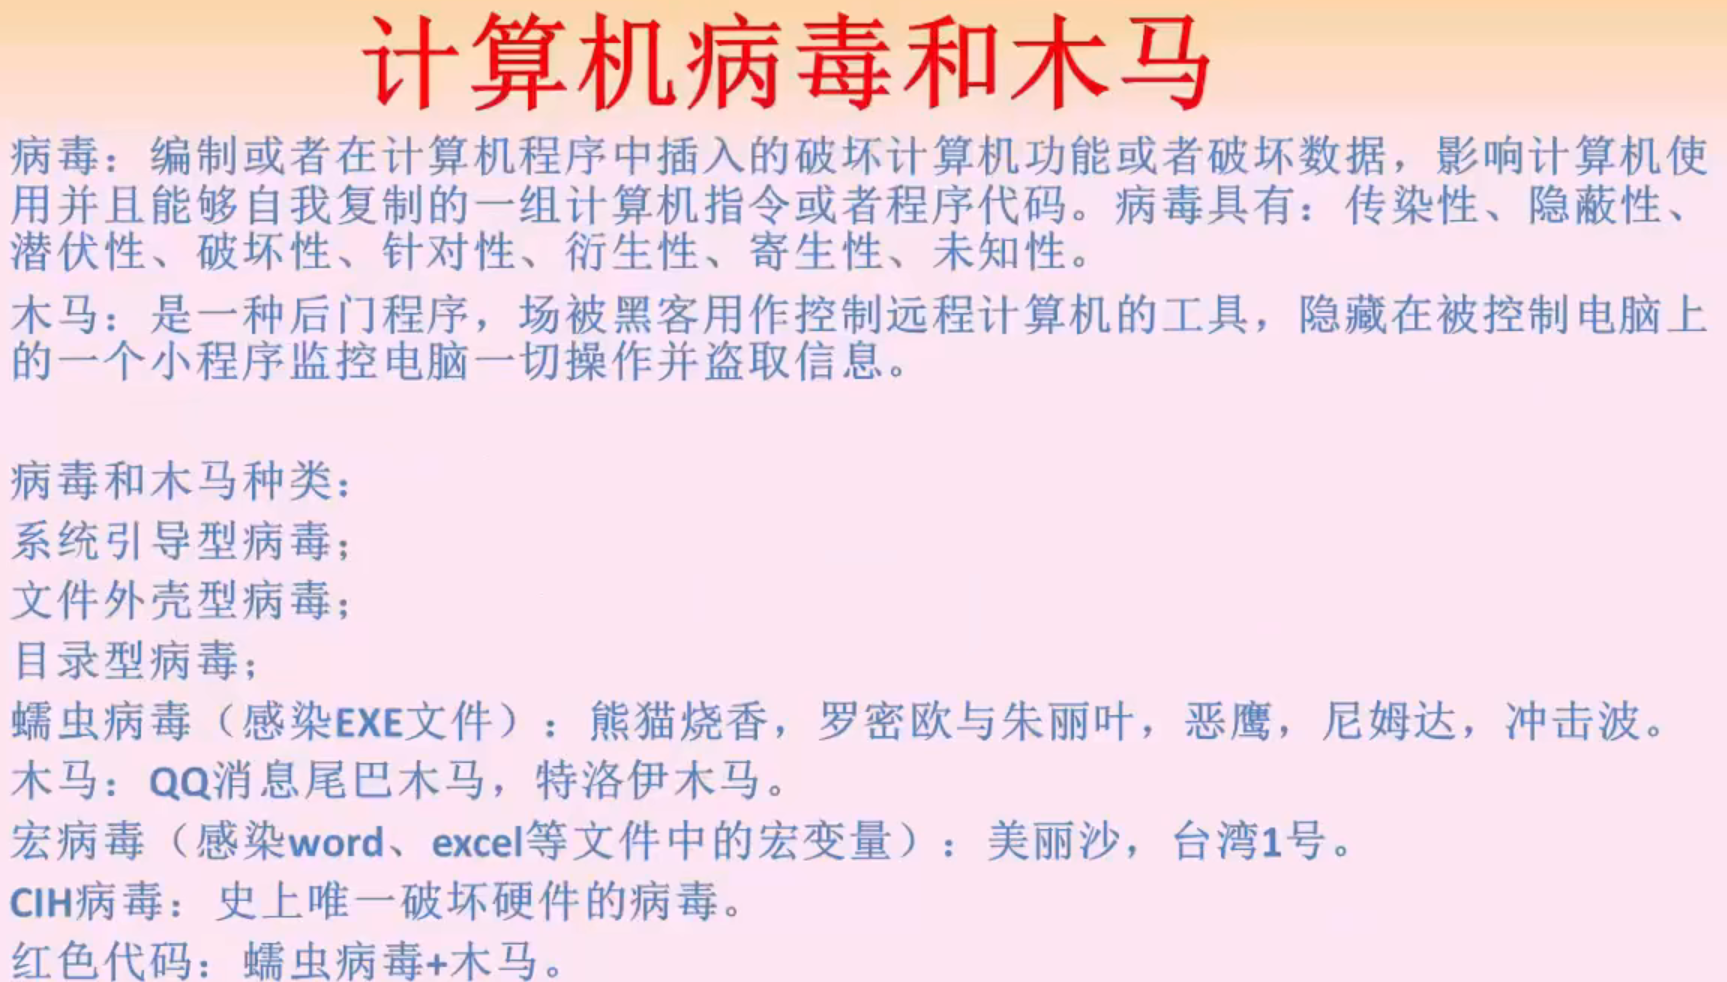 计算机病毒和木马
病毒：编制或者在计算机程序中插入的破坏计算机功能或者破坏数据，影响计算机使
用并且能够自我复制的一组计算机指令或者程序代码。病毒具有：传染性、隐蔽性、
潜伏性、破坏性、针对性、衍生性、寄生性、未知性。
木马：是一种后门程序，场被黑客用作控制远程计算机的工具，隐藏在被控制电脑上
的一个小程序监控电脑一切操作并盗取信息。
病毒和木马种类：
系统引导型病毒；
文件外壳型病毒；
目录型病毒；
蠕虫病毒（感染EXE文件）：熊猫烧香，罗密欧与朱丽叶，恶鹰，尼姆达，冲击波。
木马：QQ消息尾巴木马，特洛伊木马。
宏病毒（感染word、excel等文件中的宏变量）：美丽沙，台湾1号。
CIH病毒：史上唯一破坏硬件的病毒。
红色代码：蠕虫病毒+木马。